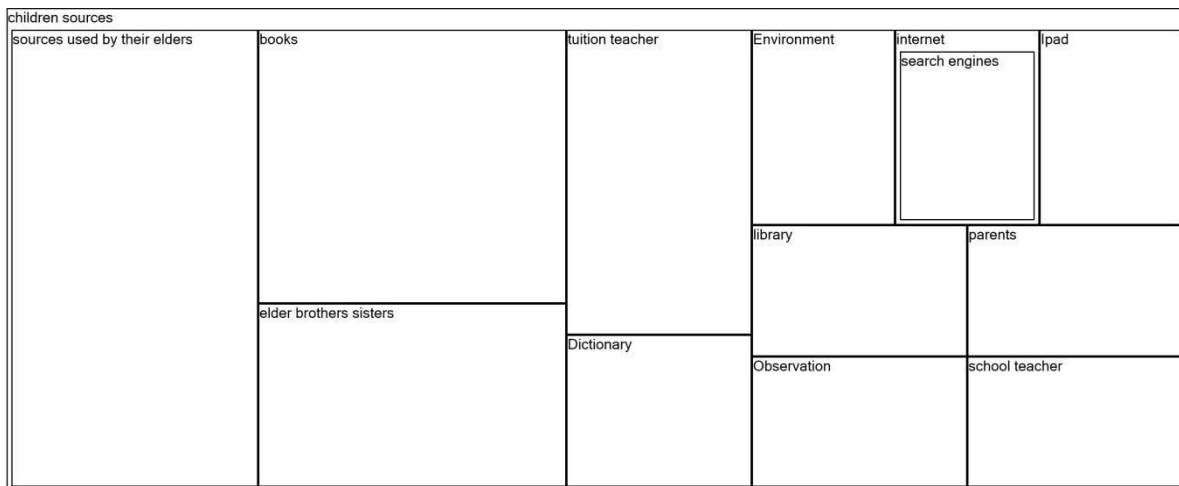 children sources
sources used by their elders
books
tuition teacher
Environment
internet
Ipad
search engines
library
parents
elder brothers sisters
Dictionary
Observation
school teacher